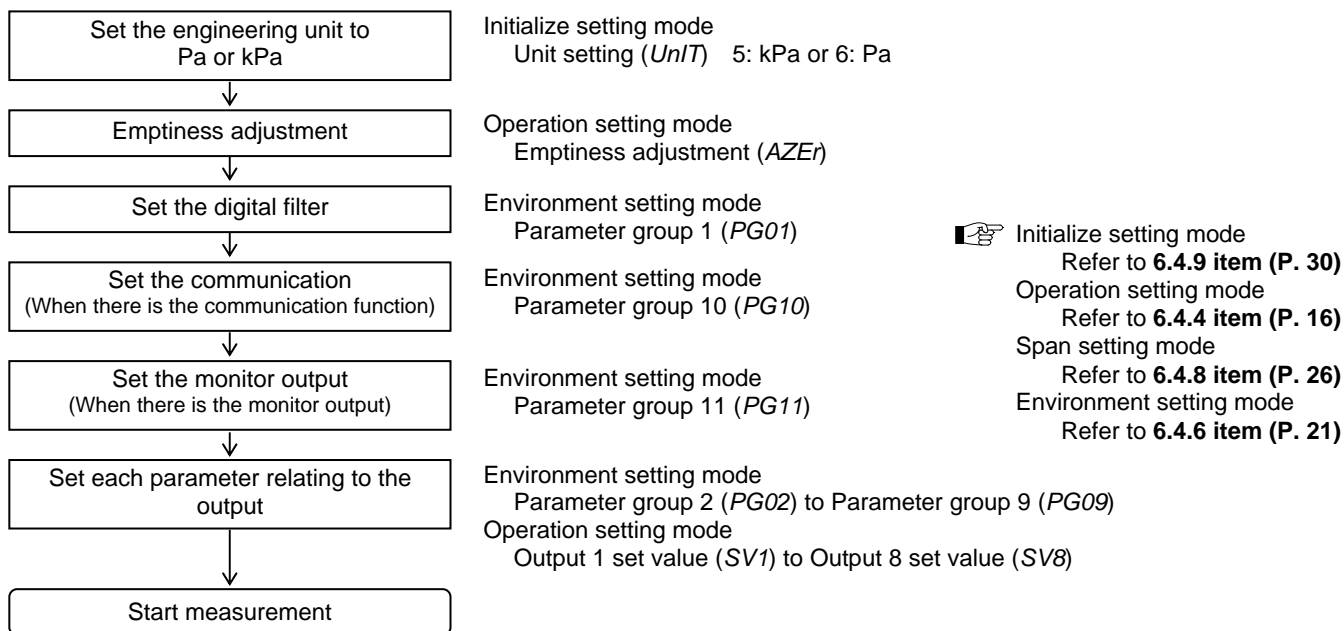 Set the engineering unit to
Pa or kPa
Initialize setting mode
Unit setting (UnIT) 5: kPa or 6: Pa
Emptiness adjustment
Operation setting mode
Emptiness adjustment (AZEr)
Set the digital filter
Environment setting mode
Parameter group 1 (PG01)
Set the communication
(When there is the communication function)
Environment setting mode
Parameter group 10 (PG10)
Set the monitor output
(When there is the monitor output)
Environment setting mode
Parameter group 11 (PG11)
Set each parameter relating to the
output
Environment setting mode
Parameter group 2 (PG02) to Parameter group 9 (PG09)
Operation setting mode
Output 1 set value (SV1) to Output 8 set value (SV8)
Start measurement
Initialize setting mode
Refer to 6.4.9 item (P. 30)
Operation setting mode
Refer to 6.4.4 item (P. 16)
Span setting mode
Refer to 6.4.8 item (P. 26)
Environment setting mode
Refer to 6.4.6 item (P. 21)